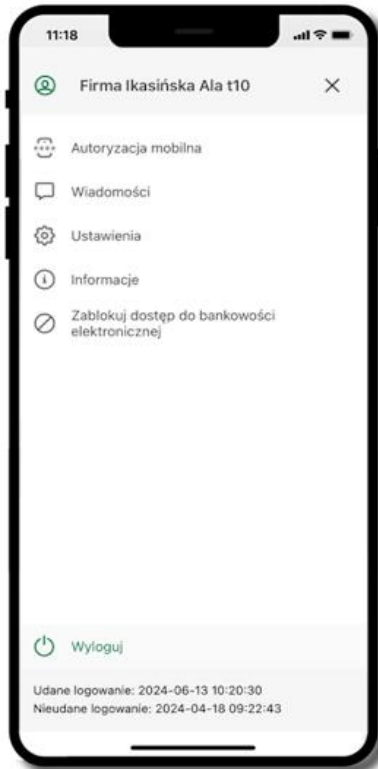 11:18
Firma Ikasińska Ala t10
Autoryzacja mobilna
Wiadomości
Ustawienia
Informacje
Zablokuj dostęp do bankowości
elektronicznej
Wyloguj
Udane logowanie: 2024-06-13 10:20:30
Nieudane logowanie: 2024-04-18 09:22:43